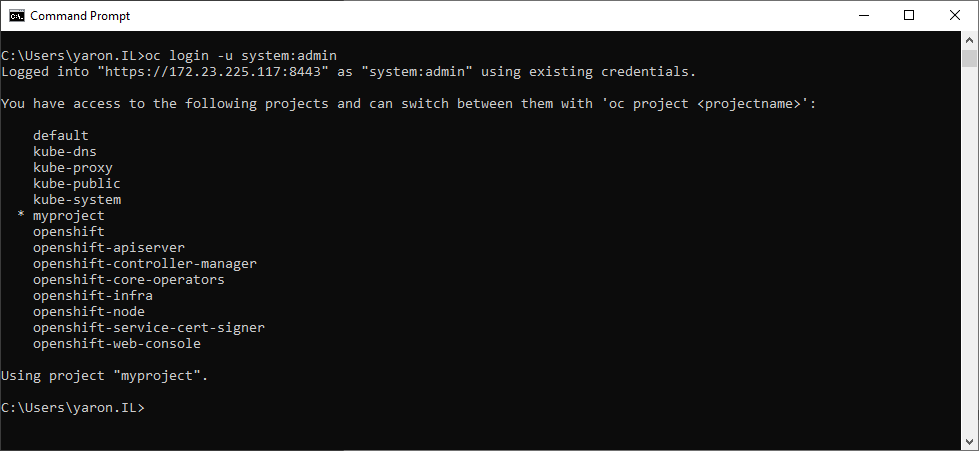 Command Prompt
C:\Users\yaron.IL>oc login -u system:admin
Logged into "https://172.23.225.117:8443" as "system:admin" using existing credentials.
You have access to the following projects and can switch between them with 'oc project <projectname>':
default
kube-dns
kube-proxy
kube-public
kube-system
* myproject
openshift
openshift-apiserver
openshift-controller-manager
openshift-core-operators
openshift-infra
openshift-node
openshift-service-cert-signer
openshift-web-console
Using project "myproject".
C:\Users\yaron.IL>